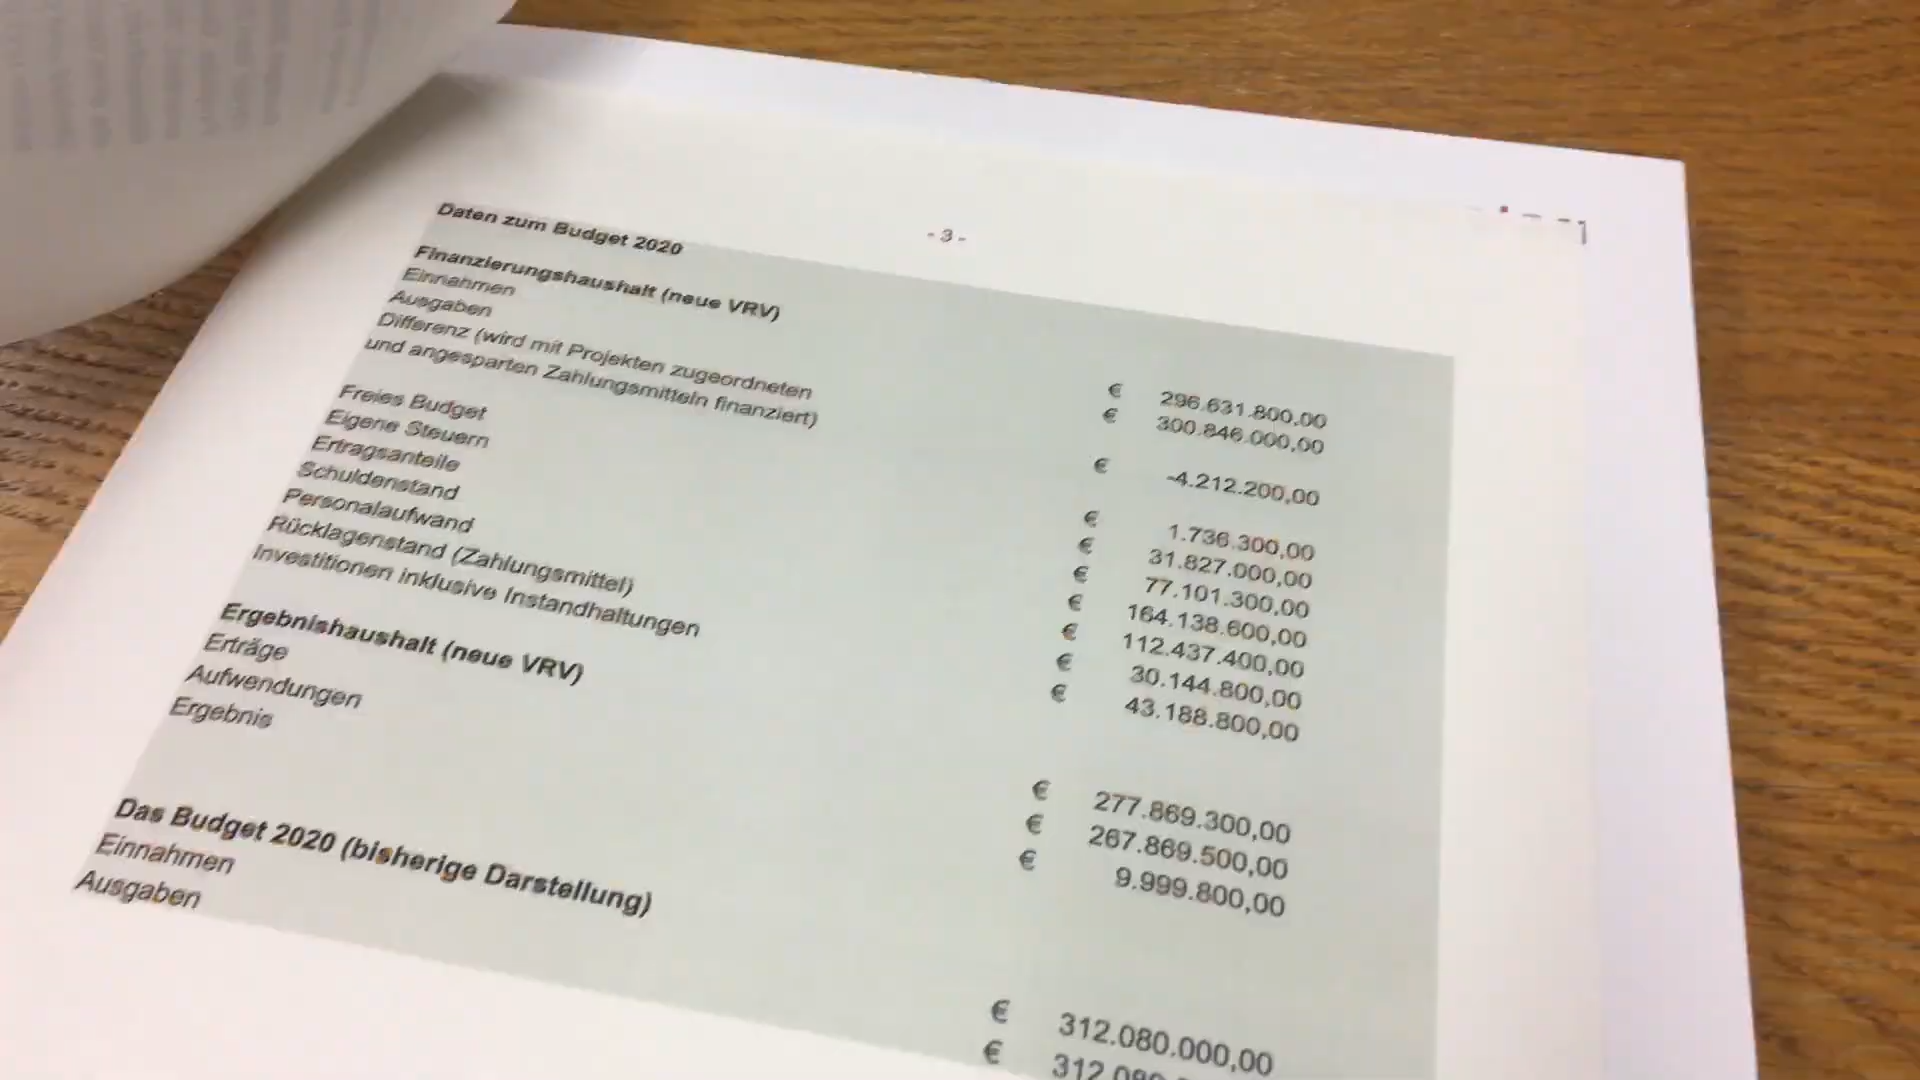 - 3 -
Daten zum Budget 2020
Finanzierungshaushalt (neue VRV)
Einnahmen € 296.631.800,00
Ausgaben € 300.846.000,00
Differenz (wird mit Projekten zugeordneten
und angesparten Zahlungsmitteln finanziert) € -4.212.200,00
Freies Budget € 1.736.300,00
Eigene Steuern € 31.827.000,00
Ertragsanteile € 77.101.300,00
Schuldenstand € 164.138.600,00
Personalaufwand € 112.437.400,00
Rücklagenstand (Zahlungsmittel) € 30.144.800,00
Investitionen inklusive Instandhaltungen € 43.188.800,00
Ergebnishaushalt (neue VRV)
Erträge € 277.869.300,00
Aufwendungen € 267.869.500,00
Ergebnis € 9.999.800,00
Das Budget 2020 (bisherige Darstellung)
Einnahmen € 312.080.000,00
Ausgaben €